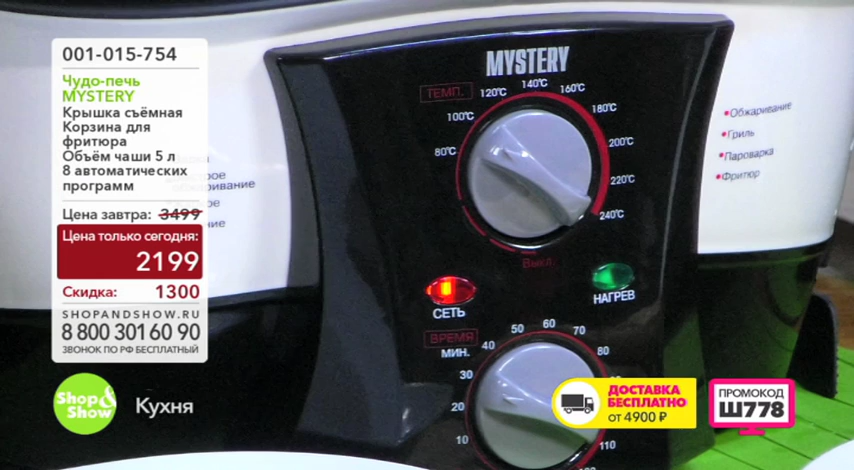 001-015-754
Чудо-печь
MYSTERY
Крышка съёмная
Корзина для
фритюра
Объём чаши 5 л
8 автоматических
программ
Цена завтра: 3499
Цена только сегодня:
2199
Скидка: 1300
SHOPANDSHOW.RU
8 800 301 60 90
ЗВОНОК ПО РФ БЕСПЛАТНЫЙ
MYSTERY
ТЕМП.
80°C
100°C
120°C
140°C
160°C
180°C
200°C
220°C
240°C
Выкл.
СЕТЬ
НАГРЕВ
ВРЕМЯ
МИН.
10
20
30
40
50
60
70
80
110
Обжаривание
Гриль
Пароварка
Фритюр
Shop&
Show
Кухня
ДОСТАВКА
БЕСПЛАТНО
от 4900 ₽
ПРОМОКОД
Ш778